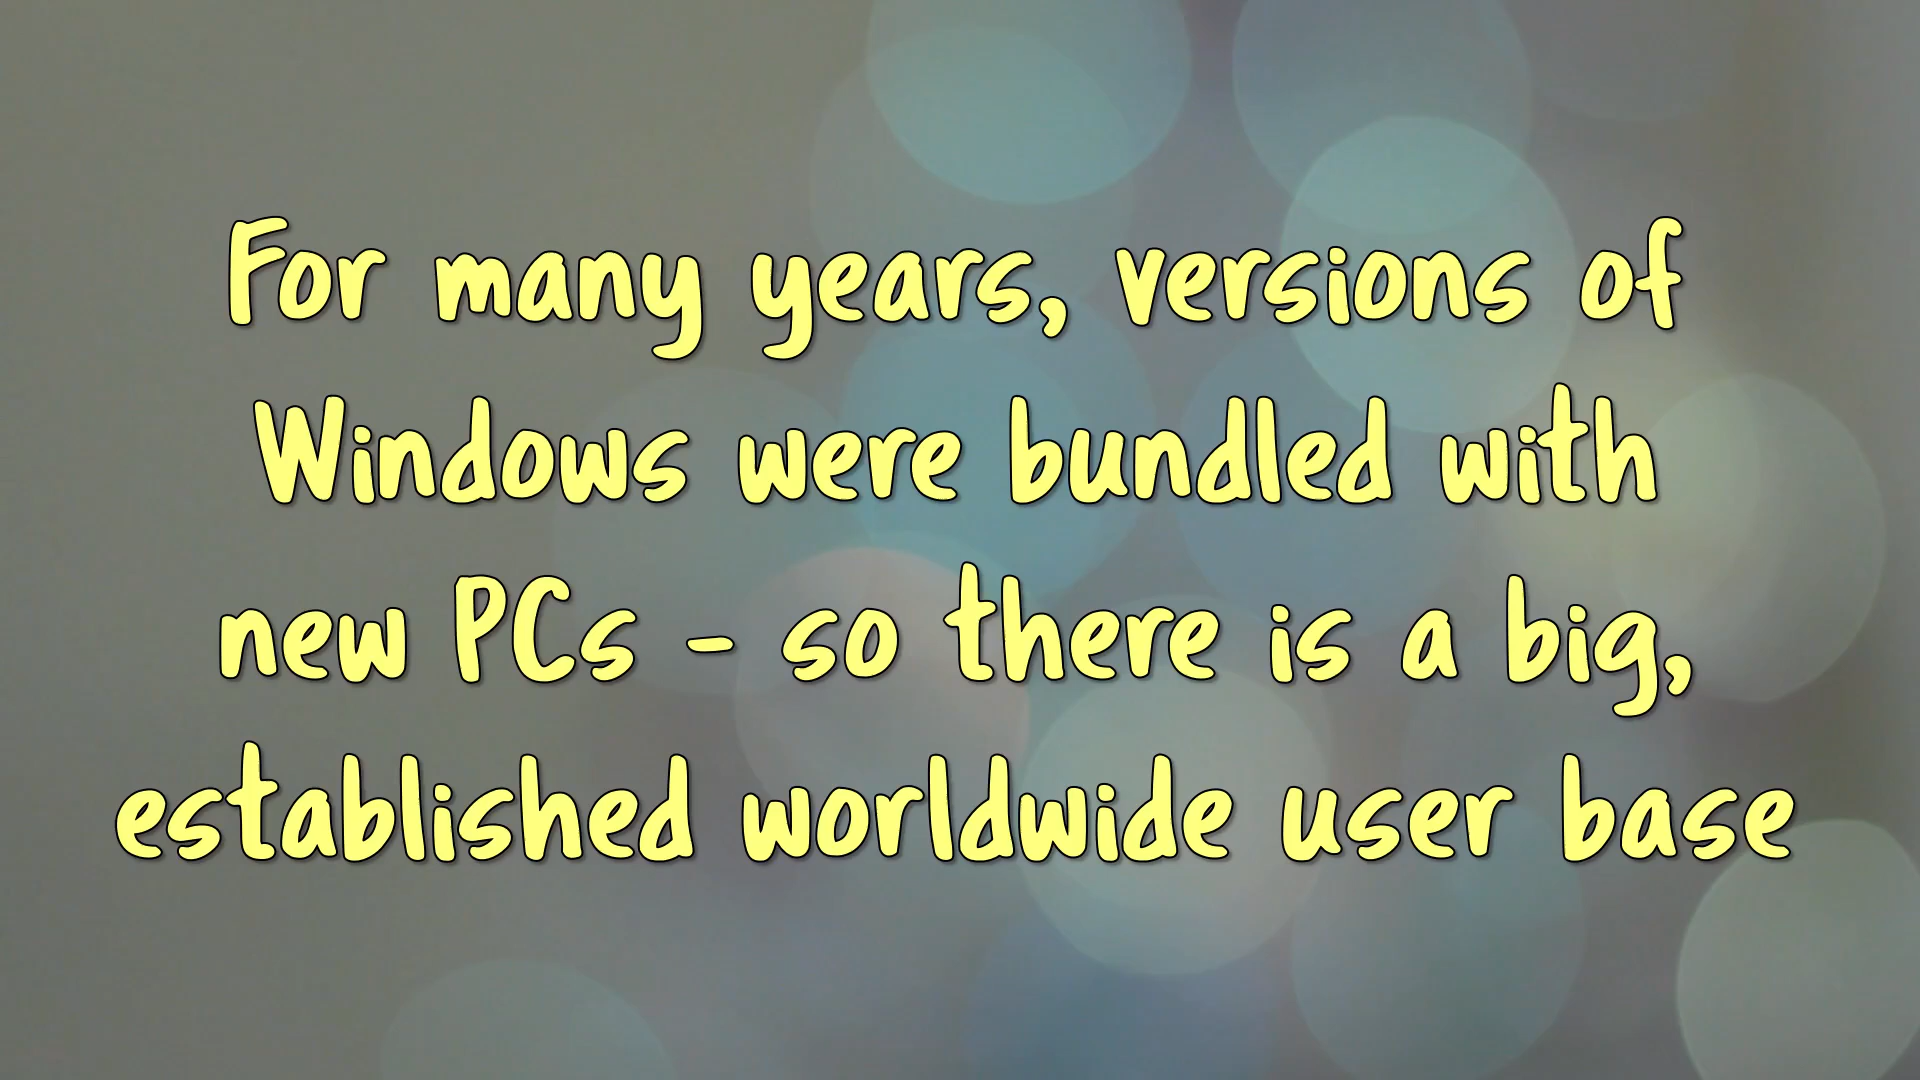 For many years, versions of
Windows were bundled with
new PCs - so there is a big,
established worldwide user base